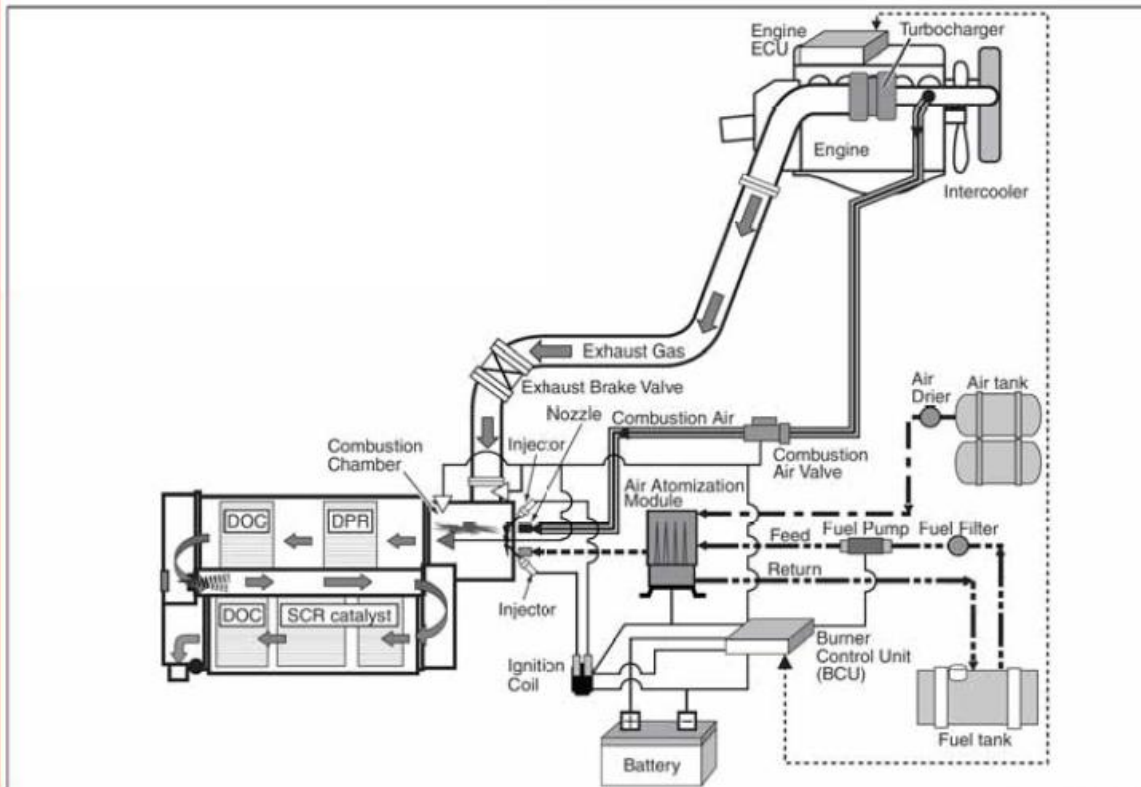 Engine
ECU
Turbocharger
Engine
Intercooler
Exhaust Gas
Exhaust Brake Valve
Nozzle
Injector
Combustion Air
Combustion
Air Valve
Air
Drier
Air tank
Combustion
Chamber
Air Atomization
Module
DOC
DPR
Feed
Fuel Pump
Fuel Filter
Return
DOC
SCR catalyst
Injector
Ignition
Coil
Burner
Control Unit
(BCU)
Fuel tank
+
−
Battery